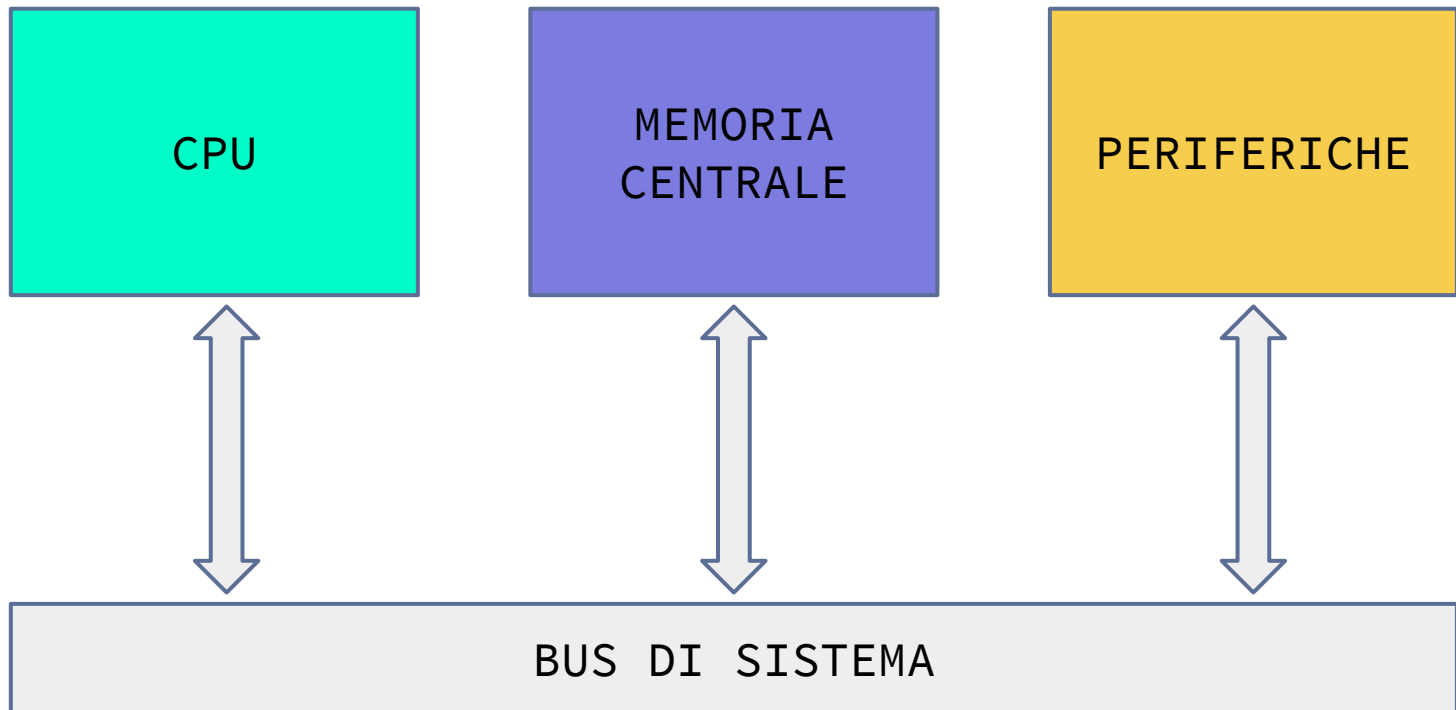 CPU
MEMORIA
CENTRALE
PERIFERICHE
BUS DI SISTEMA